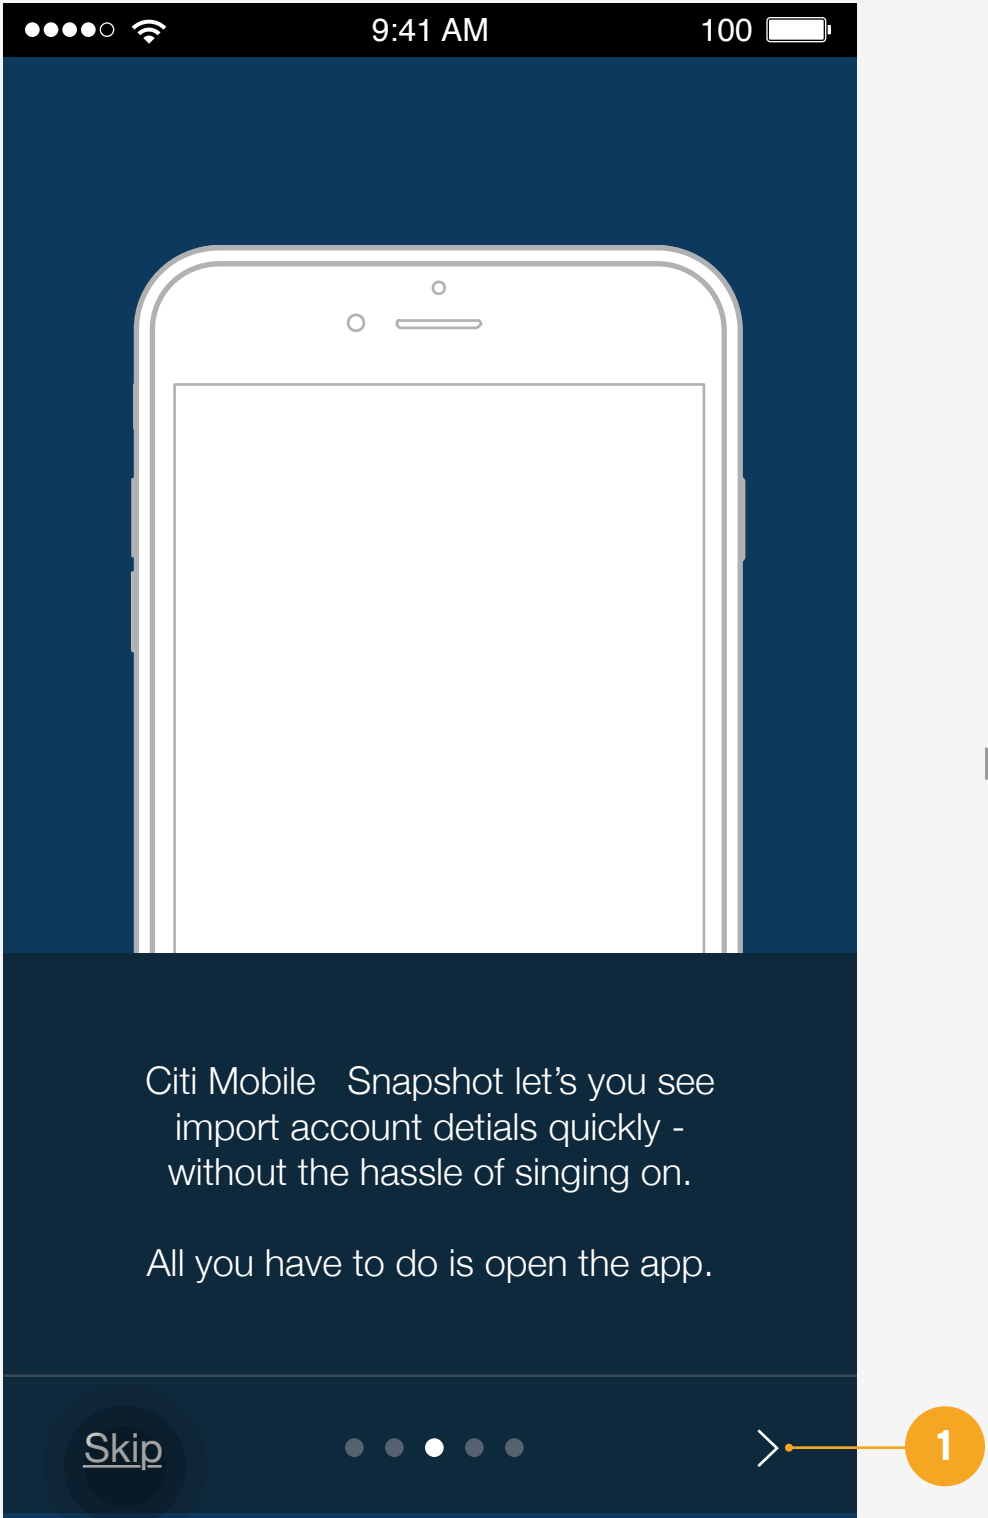 9:41 AM 100
Citi Mobile Snapshot let’s you see
import account detials quickly -
without the hassle of singing on.
All you have to do is open the app.
Skip
1